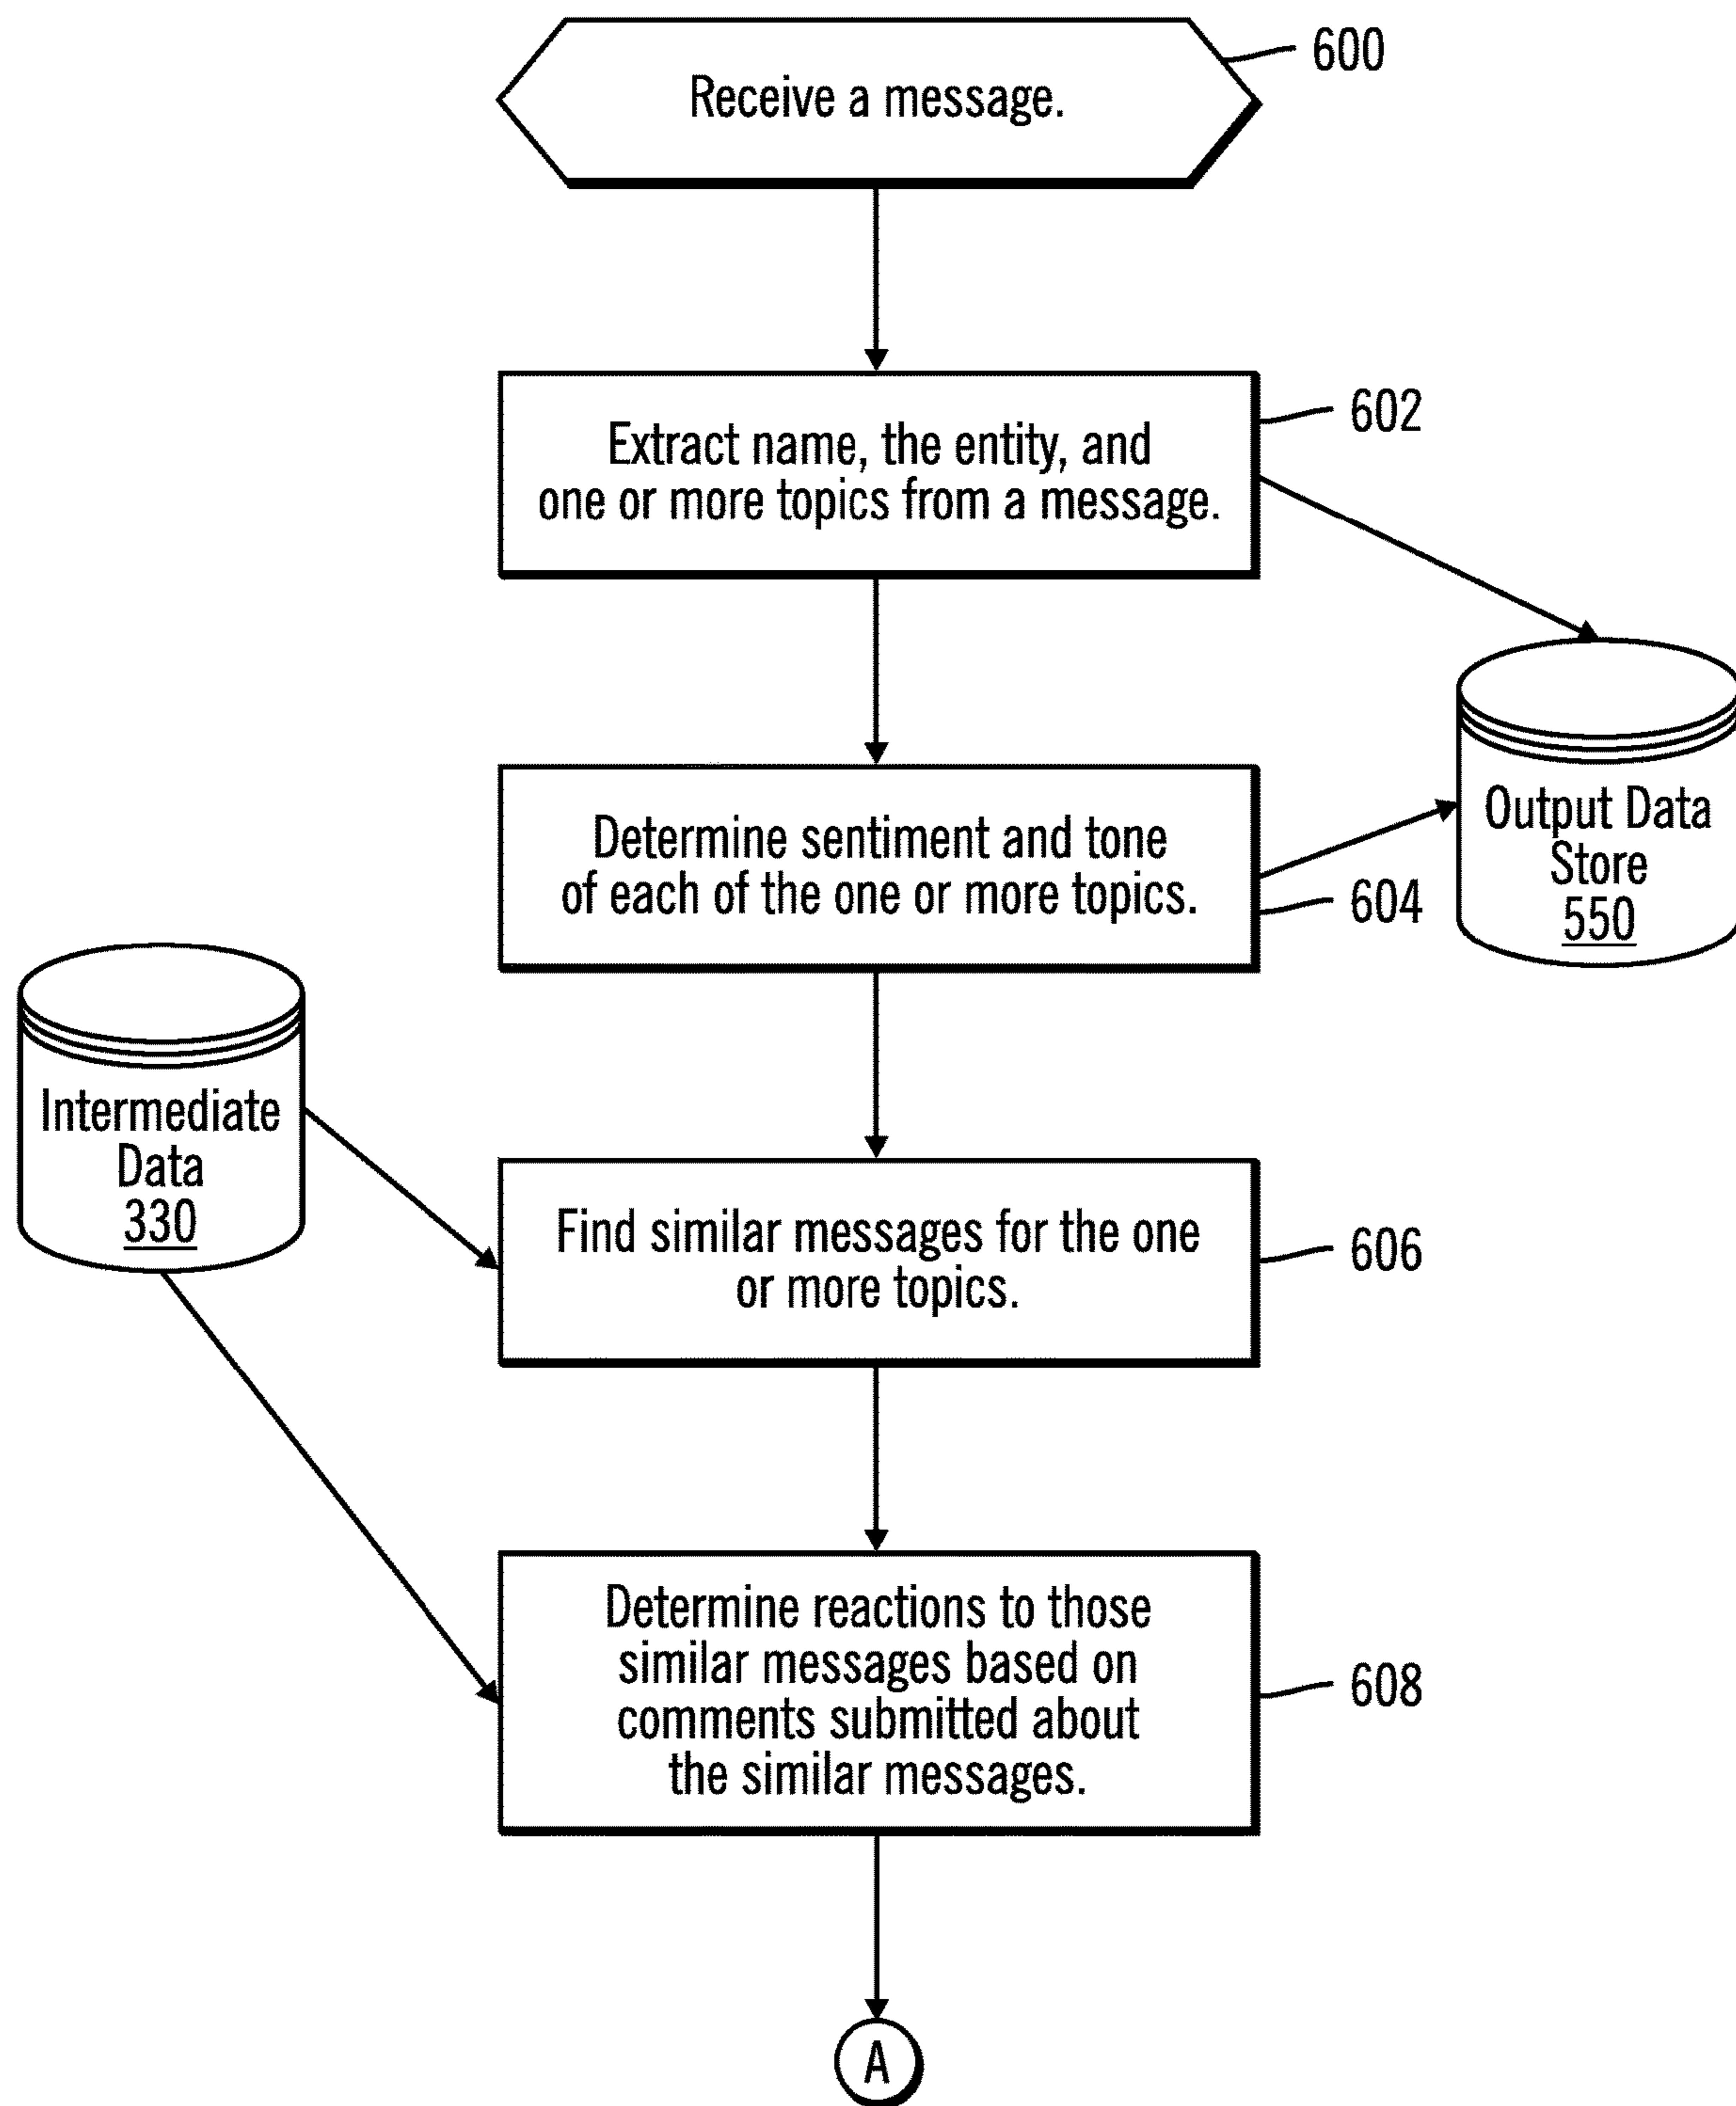 Receive a message.
600
Extract name, the entity, and
one or more topics from a message.
602
Determine sentiment and tone
of each of the one or more topics.
604
Output Data
Store
550
Intermediate
Data
330
Find similar messages for the one
or more topics.
606
Determine reactions to those
similar messages based on
comments submitted about
the similar messages.
608
A